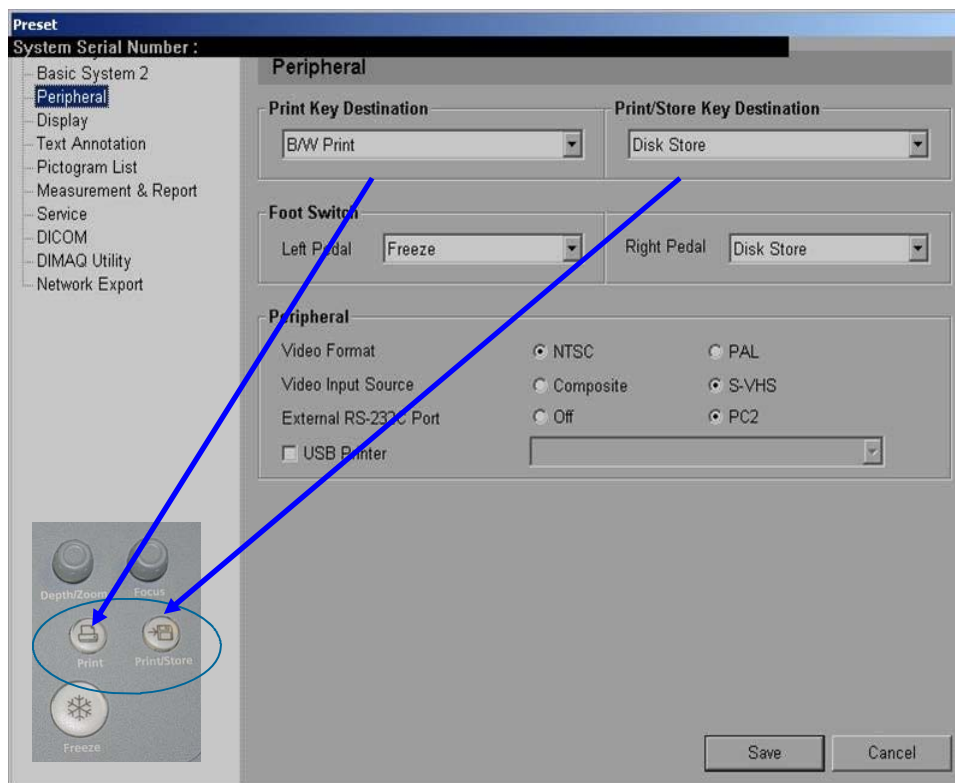 Preset
System Serial Number :
Basic System 2
Peripheral
Display
Text Annotation
Pictogram List
Measurement & Report
Service
DICOM
DIMAQ Utility
Network Export
Peripheral
Print Key Destination
B/W Print
Print/Store Key Destination
Disk Store
Foot Switch
Left Pedal Freeze
Right Pedal Disk Store
Peripheral
Video Format NTSC PAL
Video Input Source Composite S-VHS
External RS-232C Port Off PC2
USB Printer
Depth/Zoom Focus
Print Print/Store
Freeze
Save Cancel